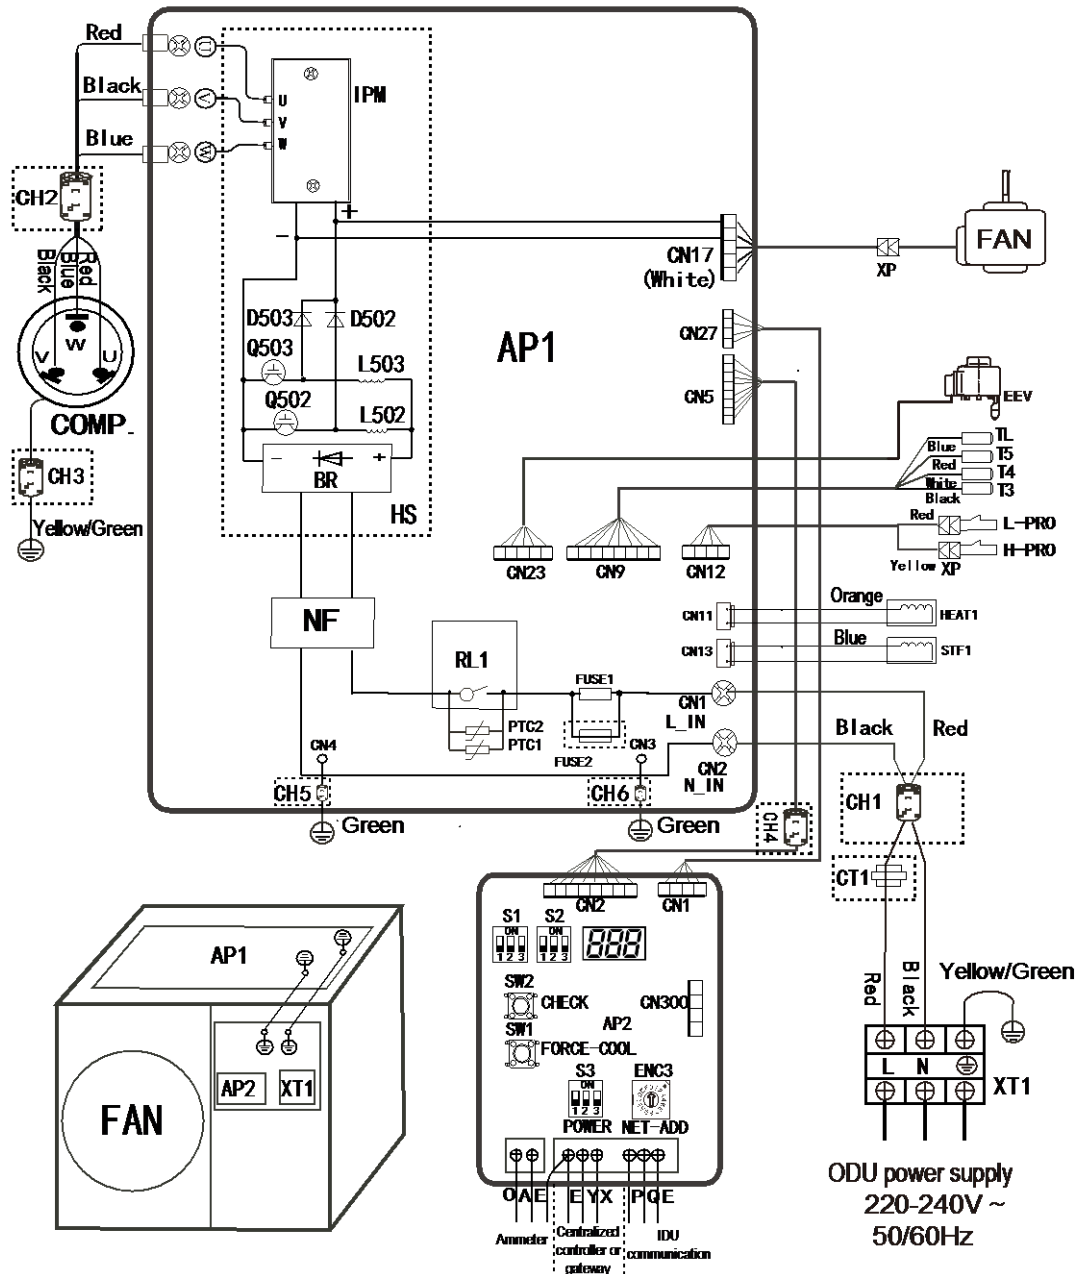 Red
Black
Blue
U
V
W
IPM
U
V
W
+
−
CH2
Black
Blue
Red
V
W
U
COMP.
CH3
Yellow/Green
D503
D502
Q503
L503
Q502
L502
−
+
BR
HS
AP1
CN17
(White)
XP
FAN
CN27
CN5
EEV
Blue
TL
T5
Red
T4
White
T3
Black
Red
L-PRO
H-PRO
Yellow
XP
CN23
CN9
CN12
CN11
Orange
HEAT1
CN13
Blue
STF1
NF
RL1
PTC2
PTC1
FUSE1
FUSE2
CN1
L_IN
CN2
N_IN
Black
Red
CN4
CN3
CH5
CH6
Green
Green
CH4
CH1
CT1
CN2
CN1
S1
S2
ON
ON
1 2 3
1 2 3
888
SW2
CHECK
CN300
AP2
SW1
FORCE-COOL
S3
ENC3
ON
1 2 3
POWER
NET-ADD
O A E
E Y X
P Q E
Ammeter
Centralized
controller or
gateway
IDU
communication
Red
Black
Yellow/Green
L N
XT1
ODU power supply
220-240V ~
50/60Hz
AP1
AP2
XT1
FAN